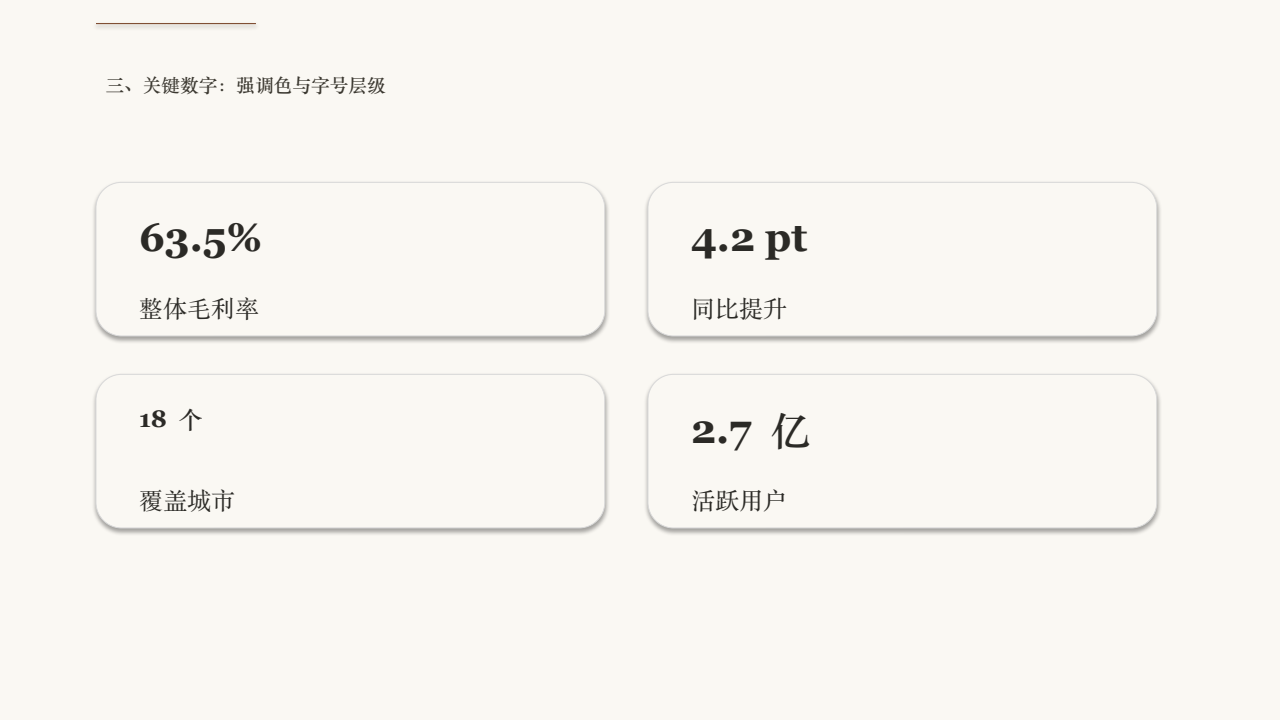 三、关键数字：强调色与字号层级
63.5%
整体毛利率
4.2 pt
同比提升
18 个
覆盖城市
2.7 亿
活跃用户